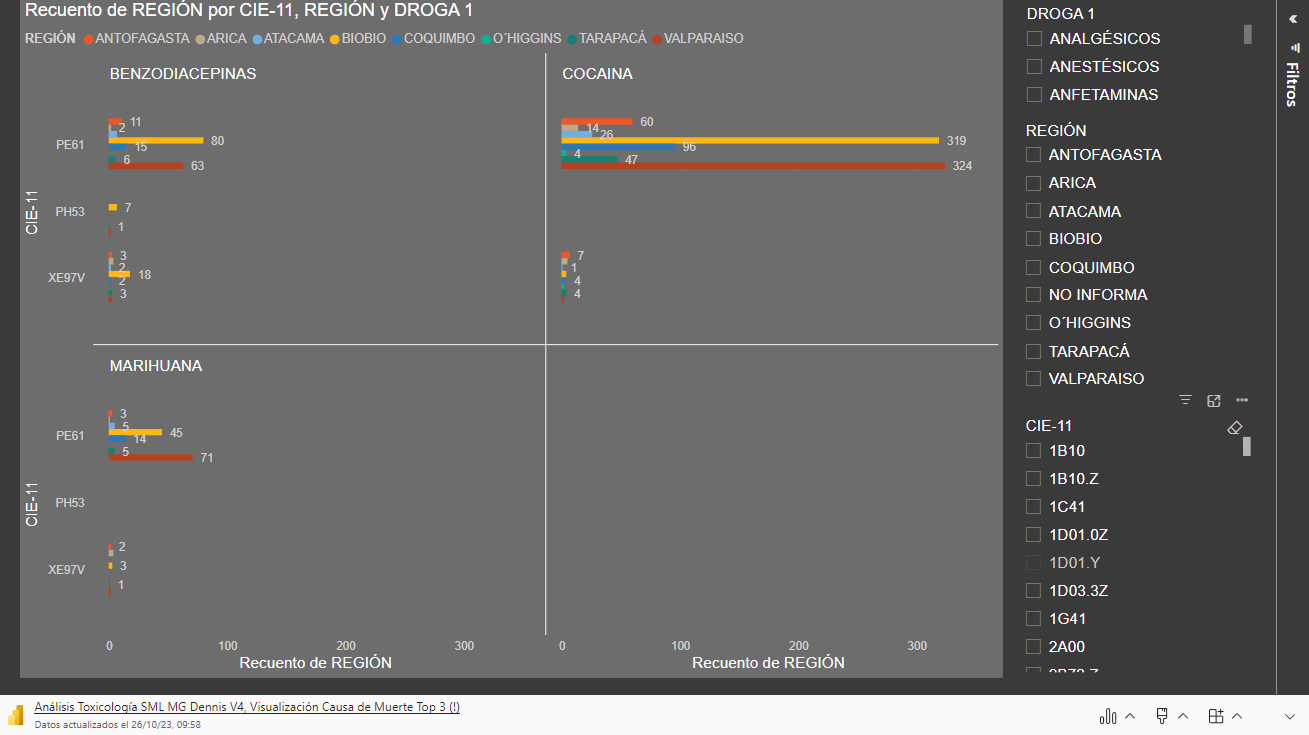 Recuento de REGIÓN por CIE-11, REGIÓN y DROGA 1
REGIÓN ANTOFAGASTA ARICA ATACAMA BIOBIO COQUIMBO O´HIGGINS TARAPACÁ VALPARAISO
BENZODIACEPINAS
CIE-11
PE61
11
2
80
15
6
63
PH53
7
1
XE97V
3
2
18
2
3
COCAINA
60
14
26
319
96
4
47
324
7
1
4
4
MARIHUANA
CIE-11
PE61
3
5
45
14
5
71
PH53
XE97V
2
3
1
0 100 200 300
Recuento de REGIÓN
0 100 200 300
Recuento de REGIÓN
DROGA 1
ANALGÉSICOS
ANESTÉSICOS
ANFETAMINAS
REGIÓN
ANTOFAGASTA
ARICA
ATACAMA
BIOBIO
COQUIMBO
NO INFORMA
O´HIGGINS
TARAPACÁ
VALPARAISO
CIE-11
1B10
1B10.Z
1C41
1D01.0Z
1D01.Y
1D03.3Z
1G41
2A00
Filtros
Análisis Toxicología SML MG Dennis V4, Visualización Causa de Muerte Top 3 (!)
Datos actualizados el 26/10/23, 09:58